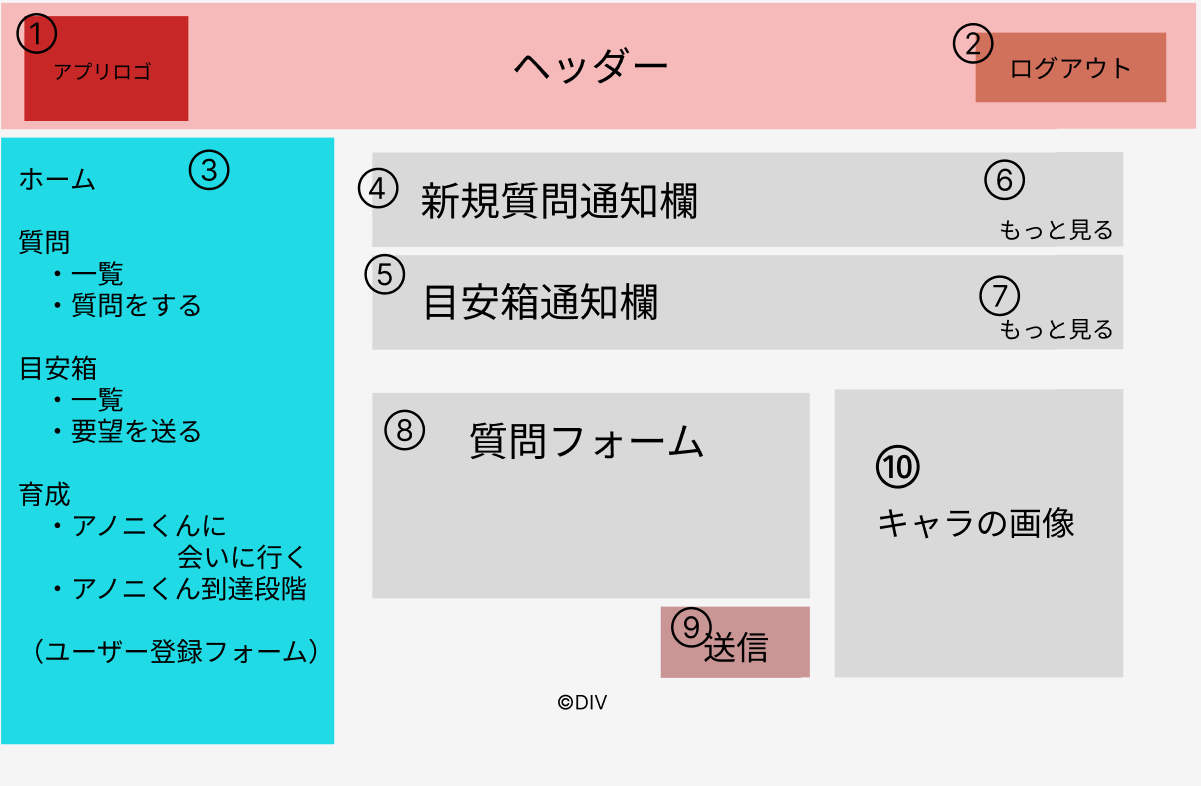 ①
アプリロゴ
ヘッダー
②
ログアウト
③
ホーム
質問
・一覧
・質問をする
目安箱
・一覧
・要望を送る
育成
・アノニくんに
会いに行く
・アノニくん到達段階
（ユーザー登録フォーム）
④
新規質問通知欄
⑥
もっと見る
⑤
目安箱通知欄
⑦
もっと見る
⑧
質問フォーム
⑨
送信
⑩
キャラの画像
©DIV